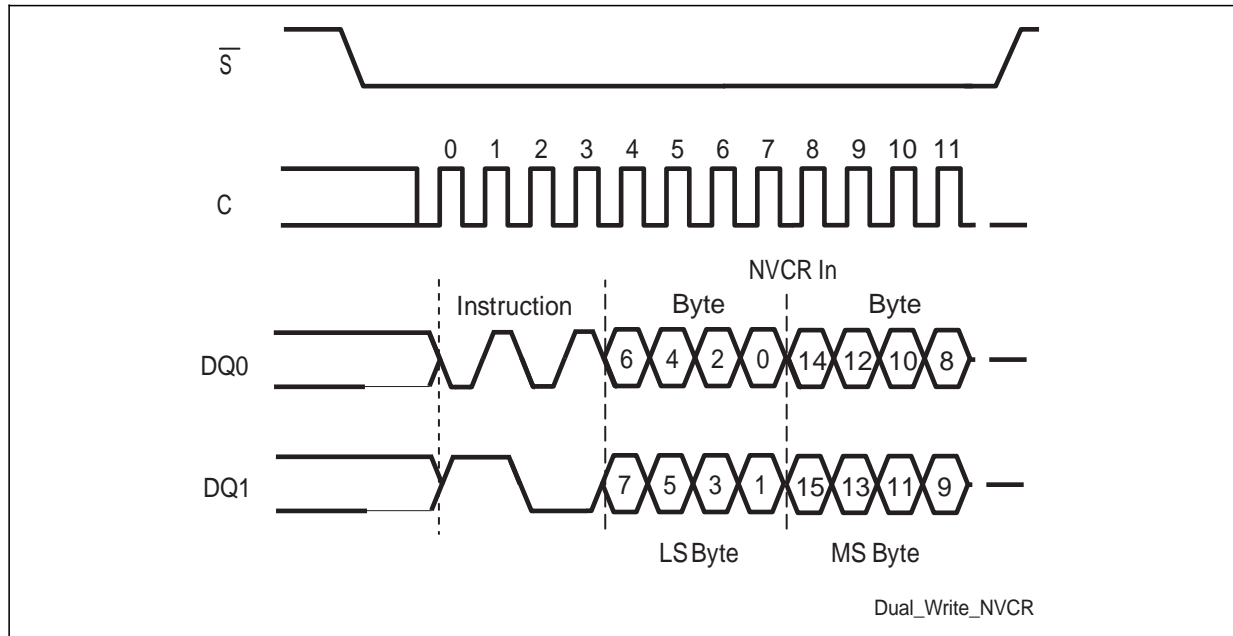 S
0 1 2 3 4 5 6 7 8 9 10 11
C
NVCR In
Instruction Byte Byte
DQ0 6 4 2 0 14 12 10 8
DQ1 7 5 3 1 15 13 11 9
LS Byte MS Byte
Dual_Write_NVCR